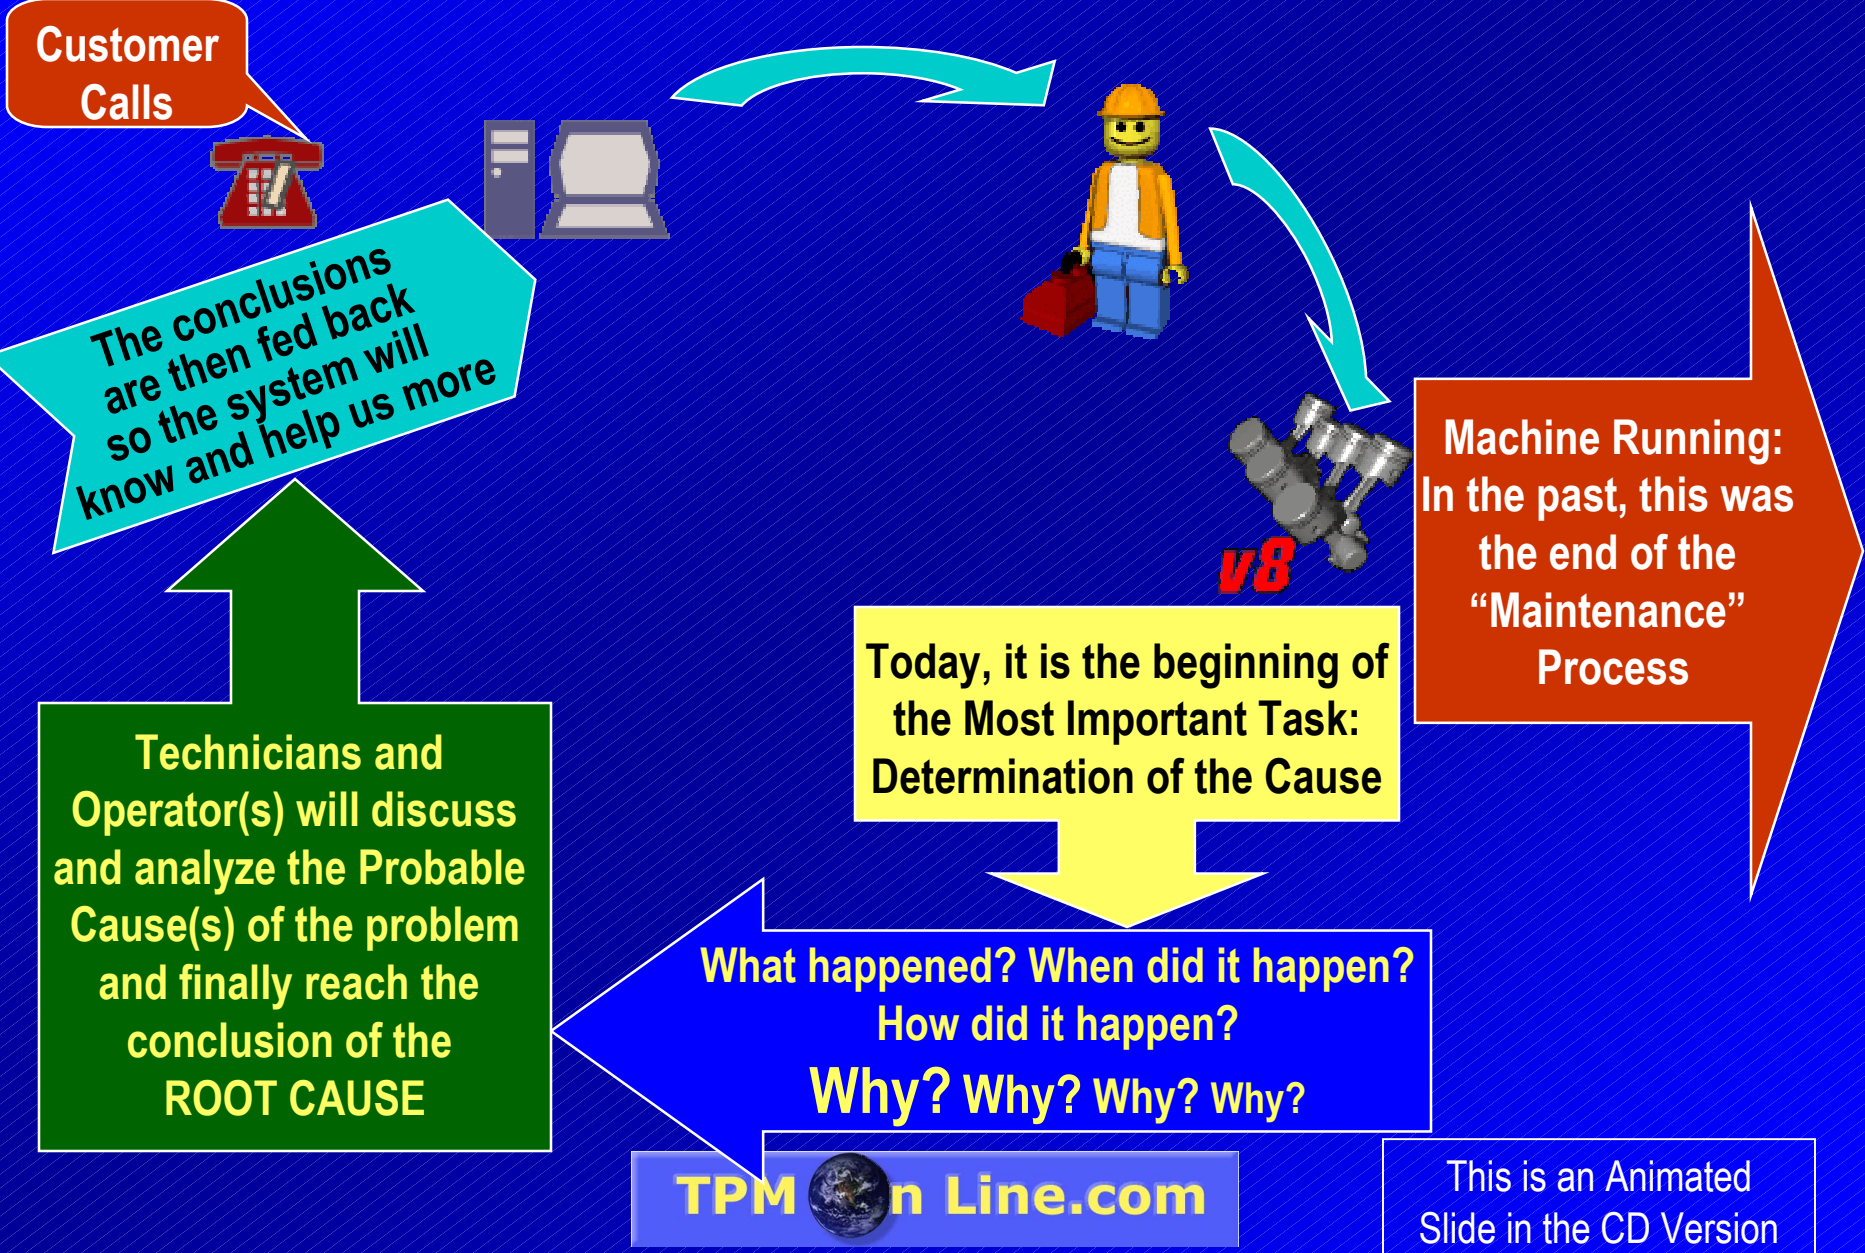 Customer
Calls
The conclusions
are then fed back
so the system will
know and help us more
v8
Machine Running:
In the past, this was
the end of the
“Maintenance”
Process
Today, it is the beginning of
the Most Important Task:
Determination of the Cause
What happened? When did it happen?
How did it happen?
Why? Why? Why? Why?
Technicians and
Operator(s) will discuss
and analyze the Probable
Cause(s) of the problem
and finally reach the
conclusion of the
ROOT CAUSE
TPM On Line.com
This is an Animated
Slide in the CD Version